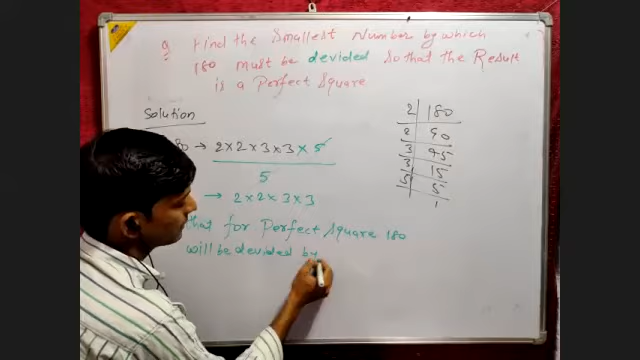 Q Find the Smallest Number by which
180 must be devided So that the Result
is a Perfect Square
Solution
→ 2×2×3×3×5
5
→ 2×2×3×3
that for Perfect Square 180
will be devided by
2 180
2 90
3 45
3 15
5 5
1